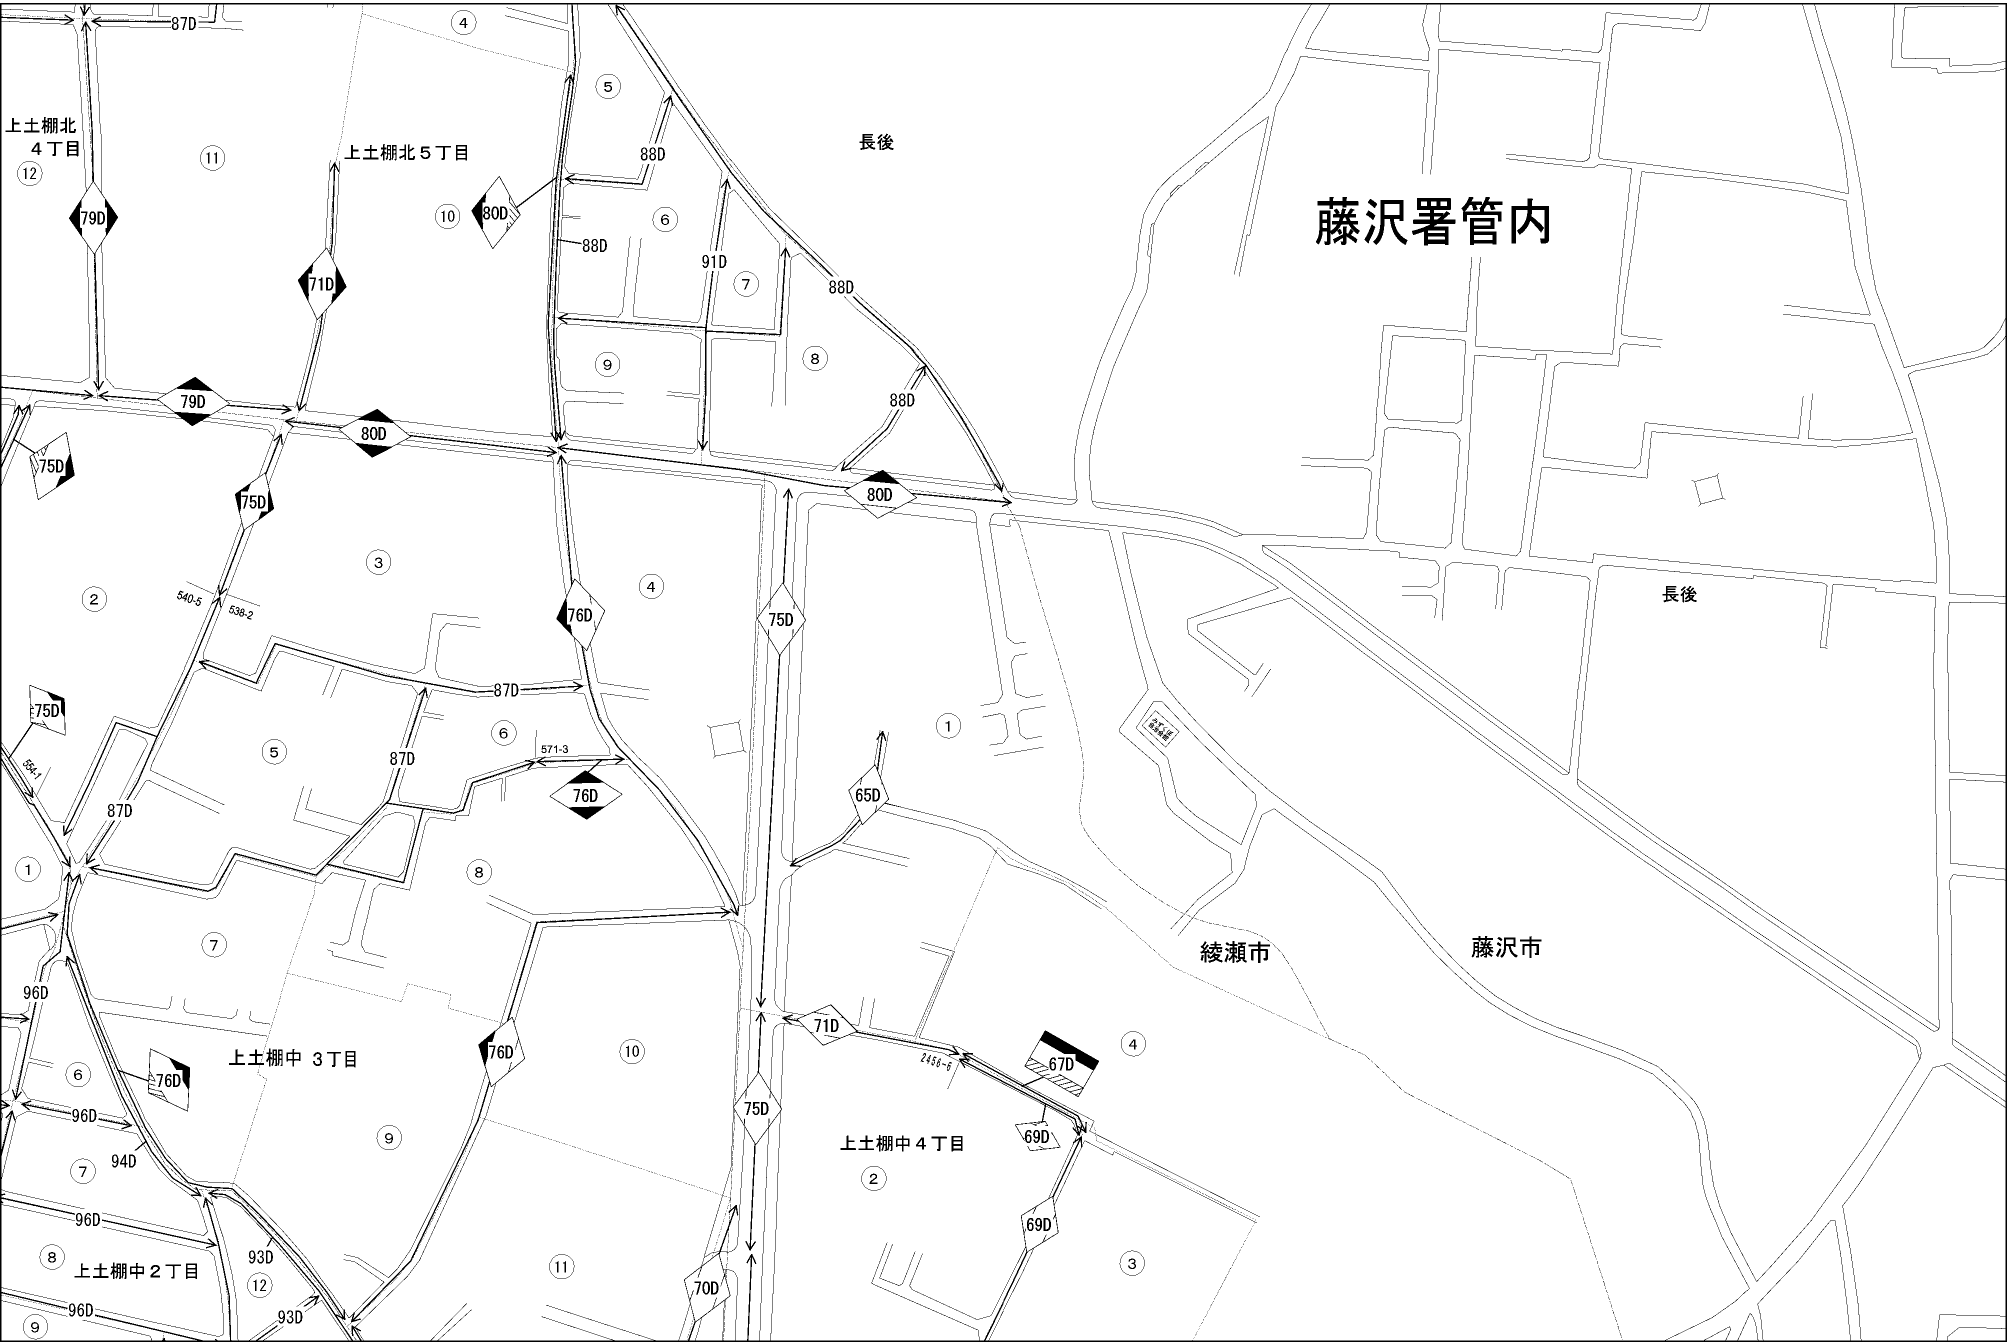 87D
④
⑤
上土棚北
4丁目
⑫
⑪
上土棚北5丁目
88D
長後
79D
⑩
80D
⑥
藤沢署管内
88D
71D
91D
⑦
88D
⑨
⑧
79D
80D
88D
75D
75D
80D
③
④
②
540-5
538-2
76D
75D
長後
75D
87D
①
⑤
⑥
571-3
554-1
87D
76D
65D
87D
①
⑧
⑦
綾瀬市
藤沢市
96D
71D
76D
⑩
④
上土棚中 3丁目
2456-6
67D
⑥
76D
96D
75D
⑨
69D
上土棚中4丁目
94D
⑦
②
96D
69D
93D
⑧
上土棚中2丁目
⑫
⑪
③
70D
96D
93D
⑨